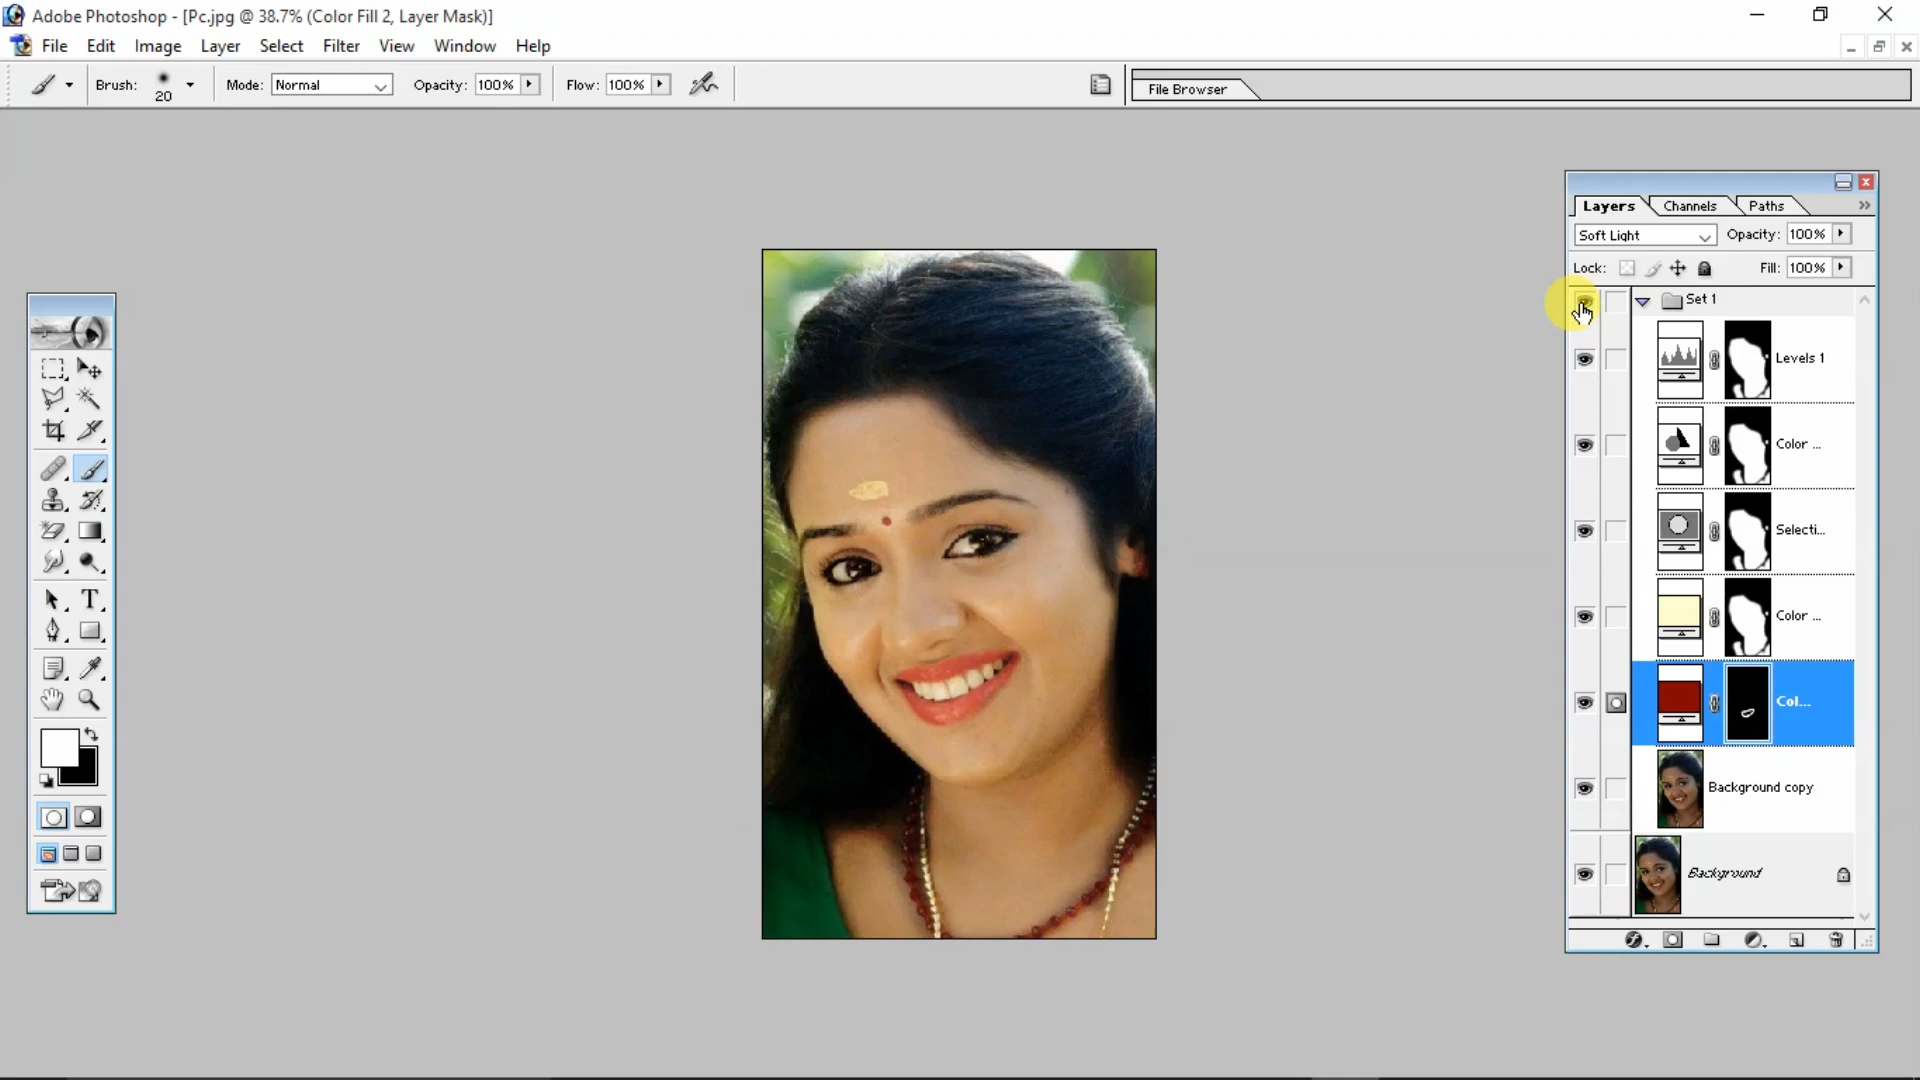 Adobe Photoshop - [Pc.jpg @ 38.7% (Color Fill 2, Layer Mask)]
File Edit Image Layer Select Filter View Window Help
Brush: 20 Mode: Normal Opacity: 100% Flow: 100% File Browser
Layers Channels Paths
Soft Light Opacity: 100%
Lock: Fill: 100%
Set 1
Levels 1
Color ...
Selecti...
Color ...
Col...
Background copy
Background
T